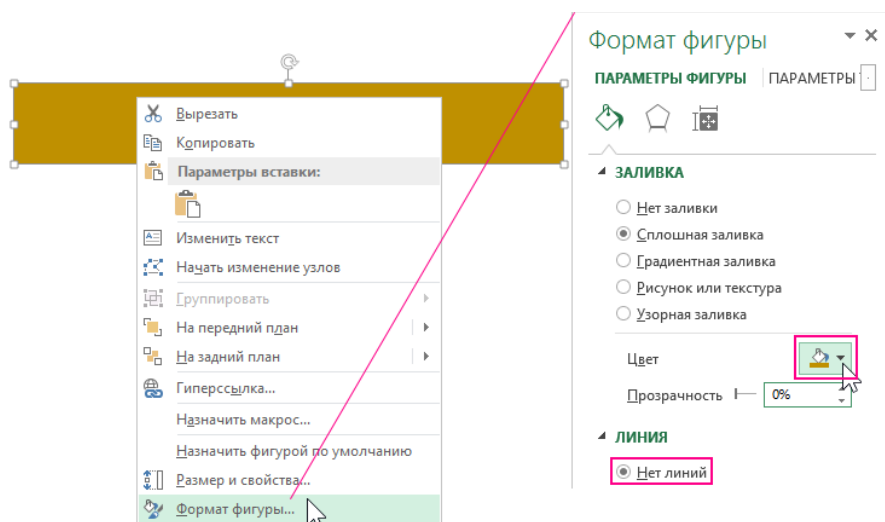 Вырезать
Копировать
Параметры вставки:
Изменить текст
Начать изменение узлов
Группировать
На передний план
На задний план
Гиперссылка...
Назначить макрос...
Назначить фигурой по умолчанию
Размер и свойства...
Формат фигуры...
Формат фигуры
ПАРАМЕТРЫ ФИГУРЫ ПАРАМЕТРЫ
ЗАЛИВКА
Нет заливки
Сплошная заливка
Градиентная заливка
Рисунок или текстура
Узорная заливка
Цвет
Прозрачность 0%
ЛИНИЯ
Нет линий